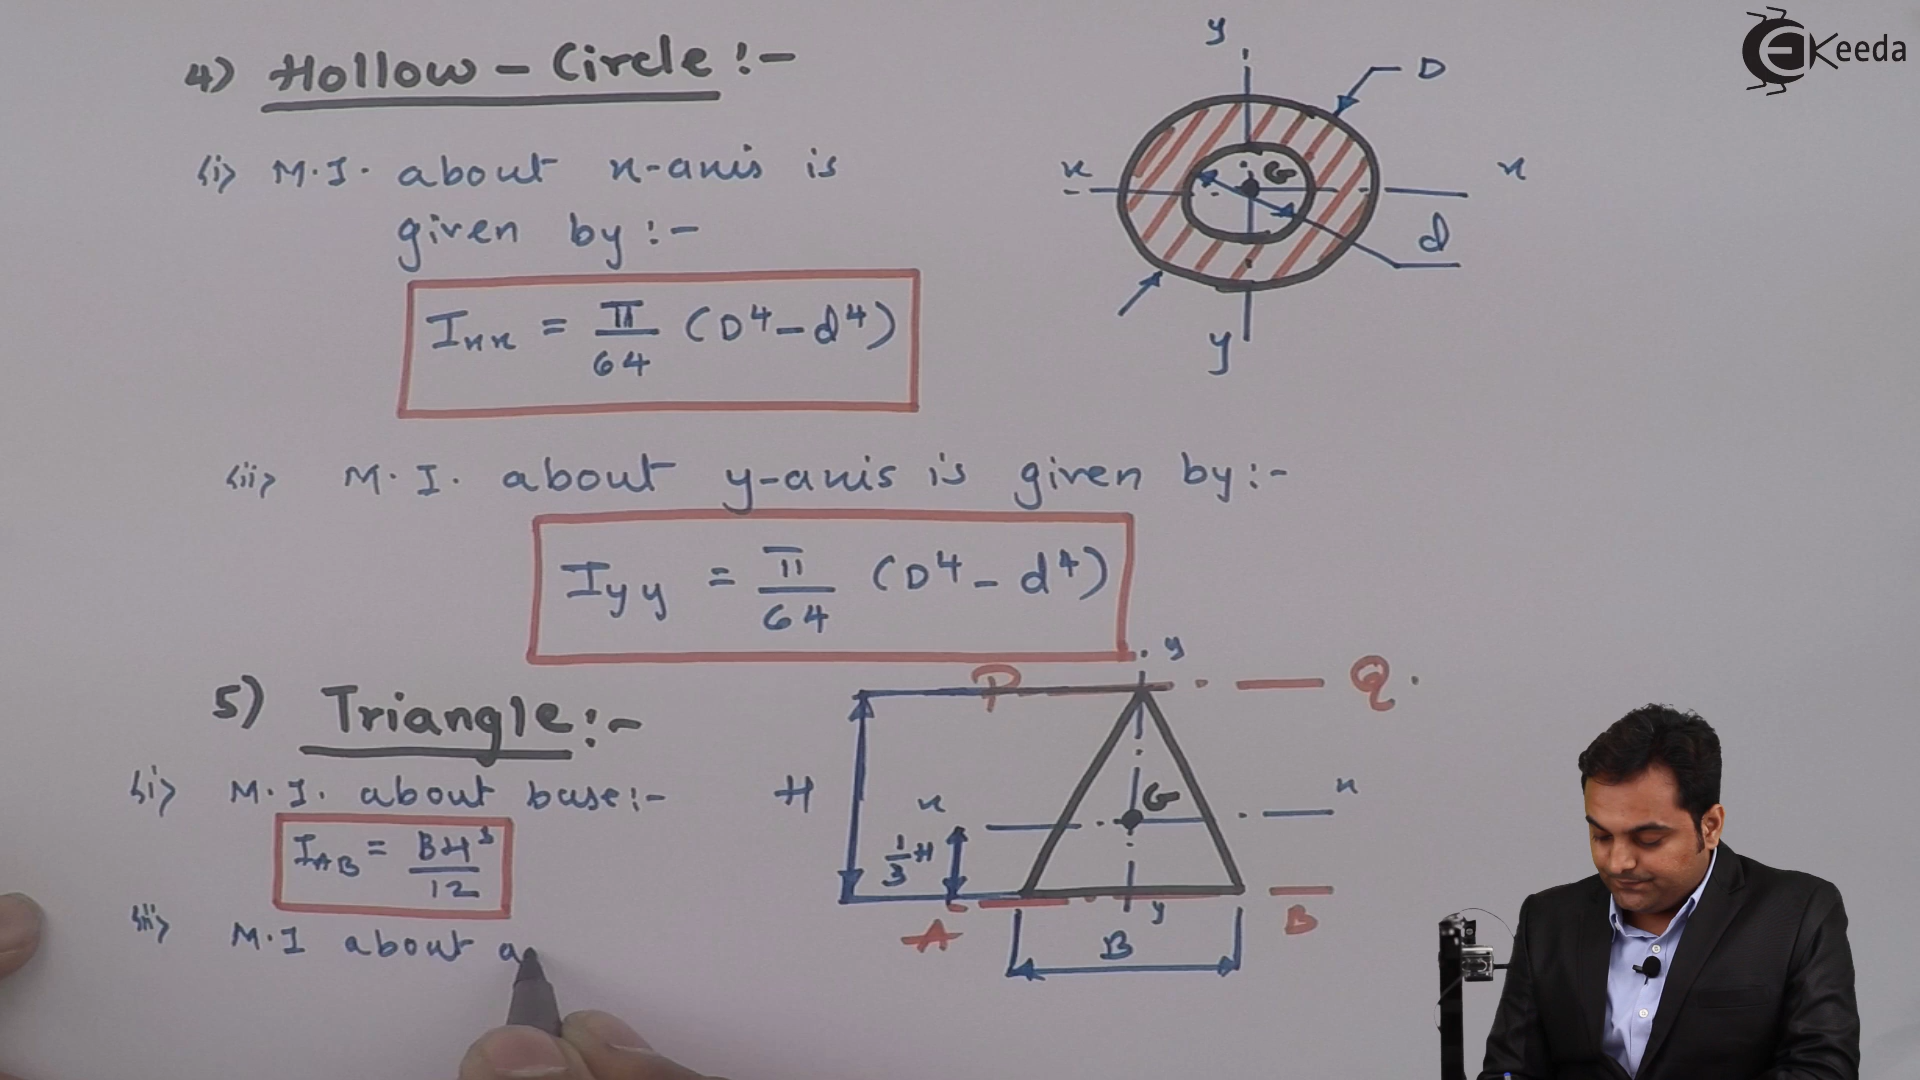 4) Hollow - Circle :-
(i) M.I. about x-axis is
given by :-
Ixx = π/64 (D⁴ - d⁴)
(ii) M.I. about y-axis is given by :-
Iyy = π/64 (D⁴ - d⁴)
5) Triangle :-
(i) M.I. about base :-
IAB = BH³/12
(ii) M.I about a
y
D
x
G
x
d
y
y
P
Q.
H
x
G
x
1/3 H
A
y
B
B
eKeeda